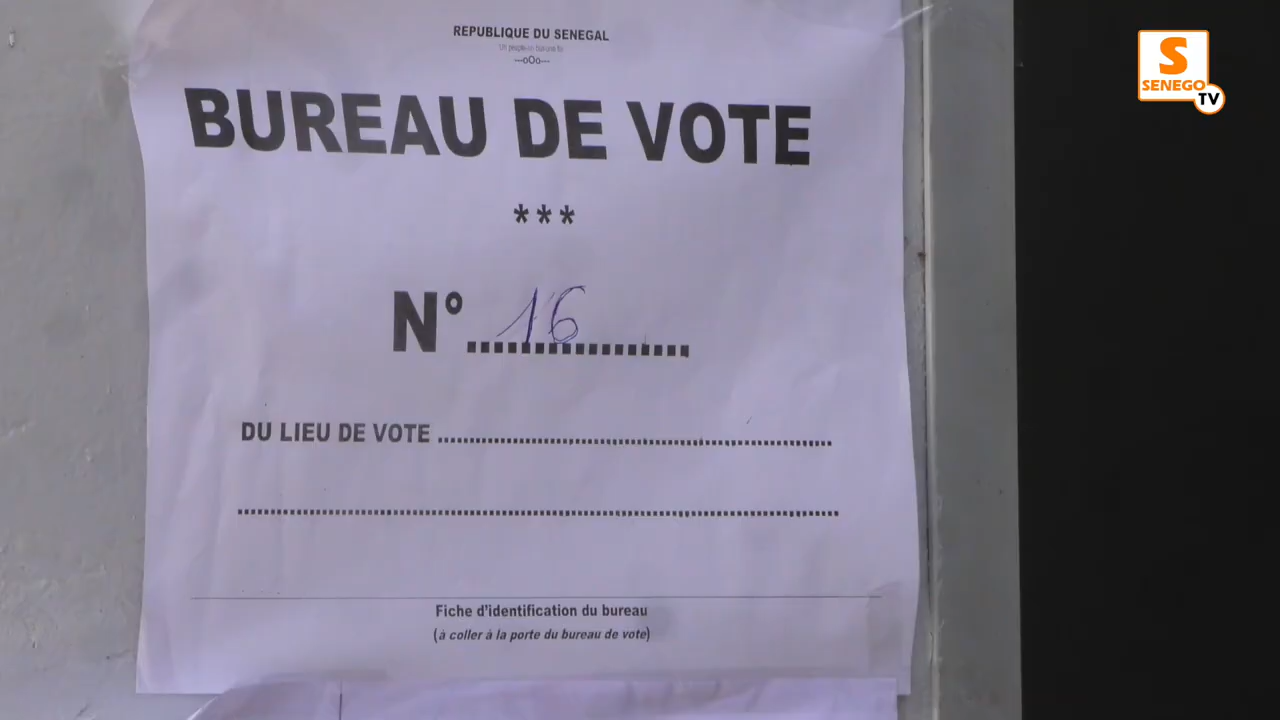 REPUBLIQUE DU SENEGAL
---oOo---
BUREAU DE VOTE
***
N° 16
DU LIEU DE VOTE
Fiche d'identification du bureau
(à coller à la porte du bureau de vote)
S
SENEGO
TV